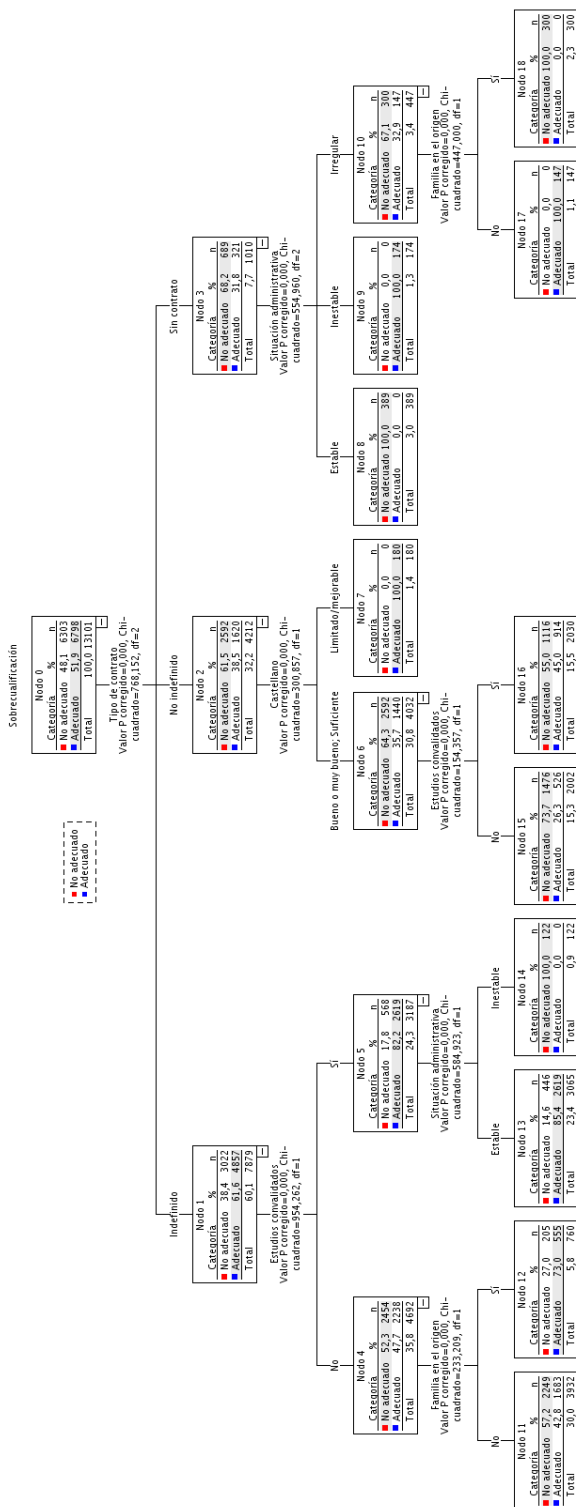 Sobrecualificación
No adecuado
Adecuado
Nodo 0
Categoría % n
No adecuado 48,1 6303
Adecuado 51,9 6798
Total 100,0 13101
Tipo de contrato
Valor P corregido=0,000, Chi-
cuadrado=768,152, df=2
Indefinido
No indefinido
Sin contrato
Nodo 1
Categoría % n
No adecuado 38,4 3022
Adecuado 61,6 4857
Total 60,1 7879
Estudios convalidados
Valor P corregido=0,000, Chi-
cuadrado=954,262, df=1
Nodo 2
Categoría % n
No adecuado 61,5 2592
Adecuado 38,5 1620
Total 32,2 4212
Castellano
Valor P corregido=0,000, Chi-
cuadrado=300,857, df=1
Nodo 3
Categoría % n
No adecuado 68,2 689
Adecuado 31,8 321
Total 7,7 1010
Situación administrativa
Valor P corregido=0,000, Chi-
cuadrado=554,960, df=2
No
Sí
Bueno o muy bueno; Suficiente
Limitado/mejorable
Estable
Inestable
Irregular
Nodo 4
Categoría % n
No adecuado 52,3 2454
Adecuado 47,7 2238
Total 35,8 4692
Familia en el origen
Valor P corregido=0,000, Chi-
cuadrado=233,209, df=1
Nodo 5
Categoría % n
No adecuado 17,8 568
Adecuado 82,2 2619
Total 24,3 3187
Situación administrativa
Valor P corregido=0,000, Chi-
cuadrado=584,923, df=1
Nodo 6
Categoría % n
No adecuado 64,3 2592
Adecuado 35,7 1440
Total 30,8 4032
Estudios convalidados
Valor P corregido=0,000, Chi-
cuadrado=154,357, df=1
Nodo 7
Categoría % n
No adecuado 0,0 0
Adecuado 100,0 180
Total 1,4 180
Nodo 8
Categoría % n
No adecuado 100,0 389
Adecuado 0,0 0
Total 3,0 389
Nodo 9
Categoría % n
No adecuado 0,0 0
Adecuado 100,0 174
Total 1,3 174
Nodo 10
Categoría % n
No adecuado 67,1 300
Adecuado 32,9 147
Total 3,4 447
Familia en el origen
Valor P corregido=0,000, Chi-
cuadrado=447,000, df=1
No
Sí
Estable
Inestable
No
Sí
No
Sí
Nodo 11
Categoría % n
No adecuado 57,2 2249
Adecuado 42,8 1683
Total 30,0 3932
Nodo 12
Categoría % n
No adecuado 27,0 205
Adecuado 73,0 555
Total 5,8 760
Nodo 13
Categoría % n
No adecuado 14,6 446
Adecuado 85,4 2619
Total 23,4 3065
Nodo 14
Categoría % n
No adecuado 100,0 122
Adecuado 0,0 0
Total 0,9 122
Nodo 15
Categoría % n
No adecuado 73,7 1476
Adecuado 26,3 526
Total 15,3 2002
Nodo 16
Categoría % n
No adecuado 55,0 1116
Adecuado 45,0 914
Total 15,5 2030
Nodo 17
Categoría % n
No adecuado 0,0 0
Adecuado 100,0 147
Total 1,1 147
Nodo 18
Categoría % n
No adecuado 100,0 300
Adecuado 0,0 0
Total 2,3 300